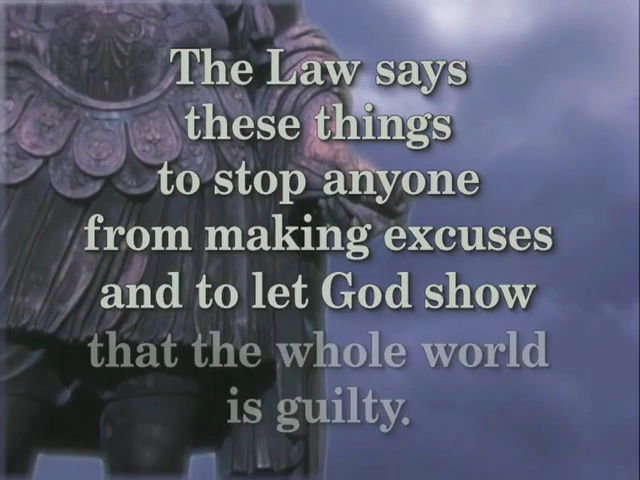 The Law says
these things
to stop anyone
from making excuses
and to let God show
that the whole world
is guilty.